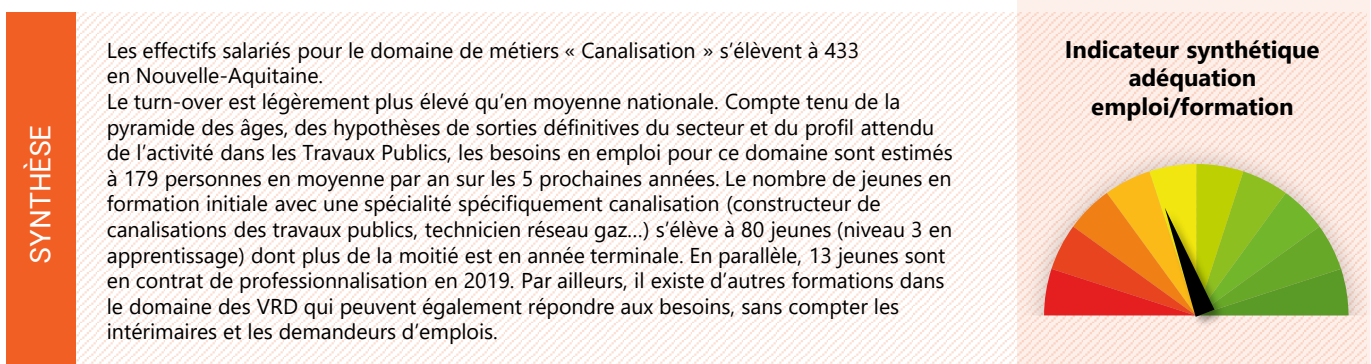 SYNTHÈSE
Les effectifs salariés pour le domaine de métiers « Canalisation » s’élèvent à 433
en Nouvelle-Aquitaine.
Le turn-over est légèrement plus élevé qu’en moyenne nationale. Compte tenu de la
pyramide des âges, des hypothèses de sorties définitives du secteur et du profil attendu
de l’activité dans les Travaux Publics, les besoins en emploi pour ce domaine sont estimés
à 179 personnes en moyenne par an sur les 5 prochaines années. Le nombre de jeunes en
formation initiale avec une spécialité spécifiquement canalisation (constructeur de
canalisations des travaux publics, technicien réseau gaz…) s’élève à 80 jeunes (niveau 3 en
apprentissage) dont plus de la moitié est en année terminale. En parallèle, 13 jeunes sont
en contrat de professionnalisation en 2019. Par ailleurs, il existe d’autres formations dans
le domaine des VRD qui peuvent également répondre aux besoins, sans compter les
intérimaires et les demandeurs d’emplois.
Indicateur synthétique
adéquation
emploi/formation